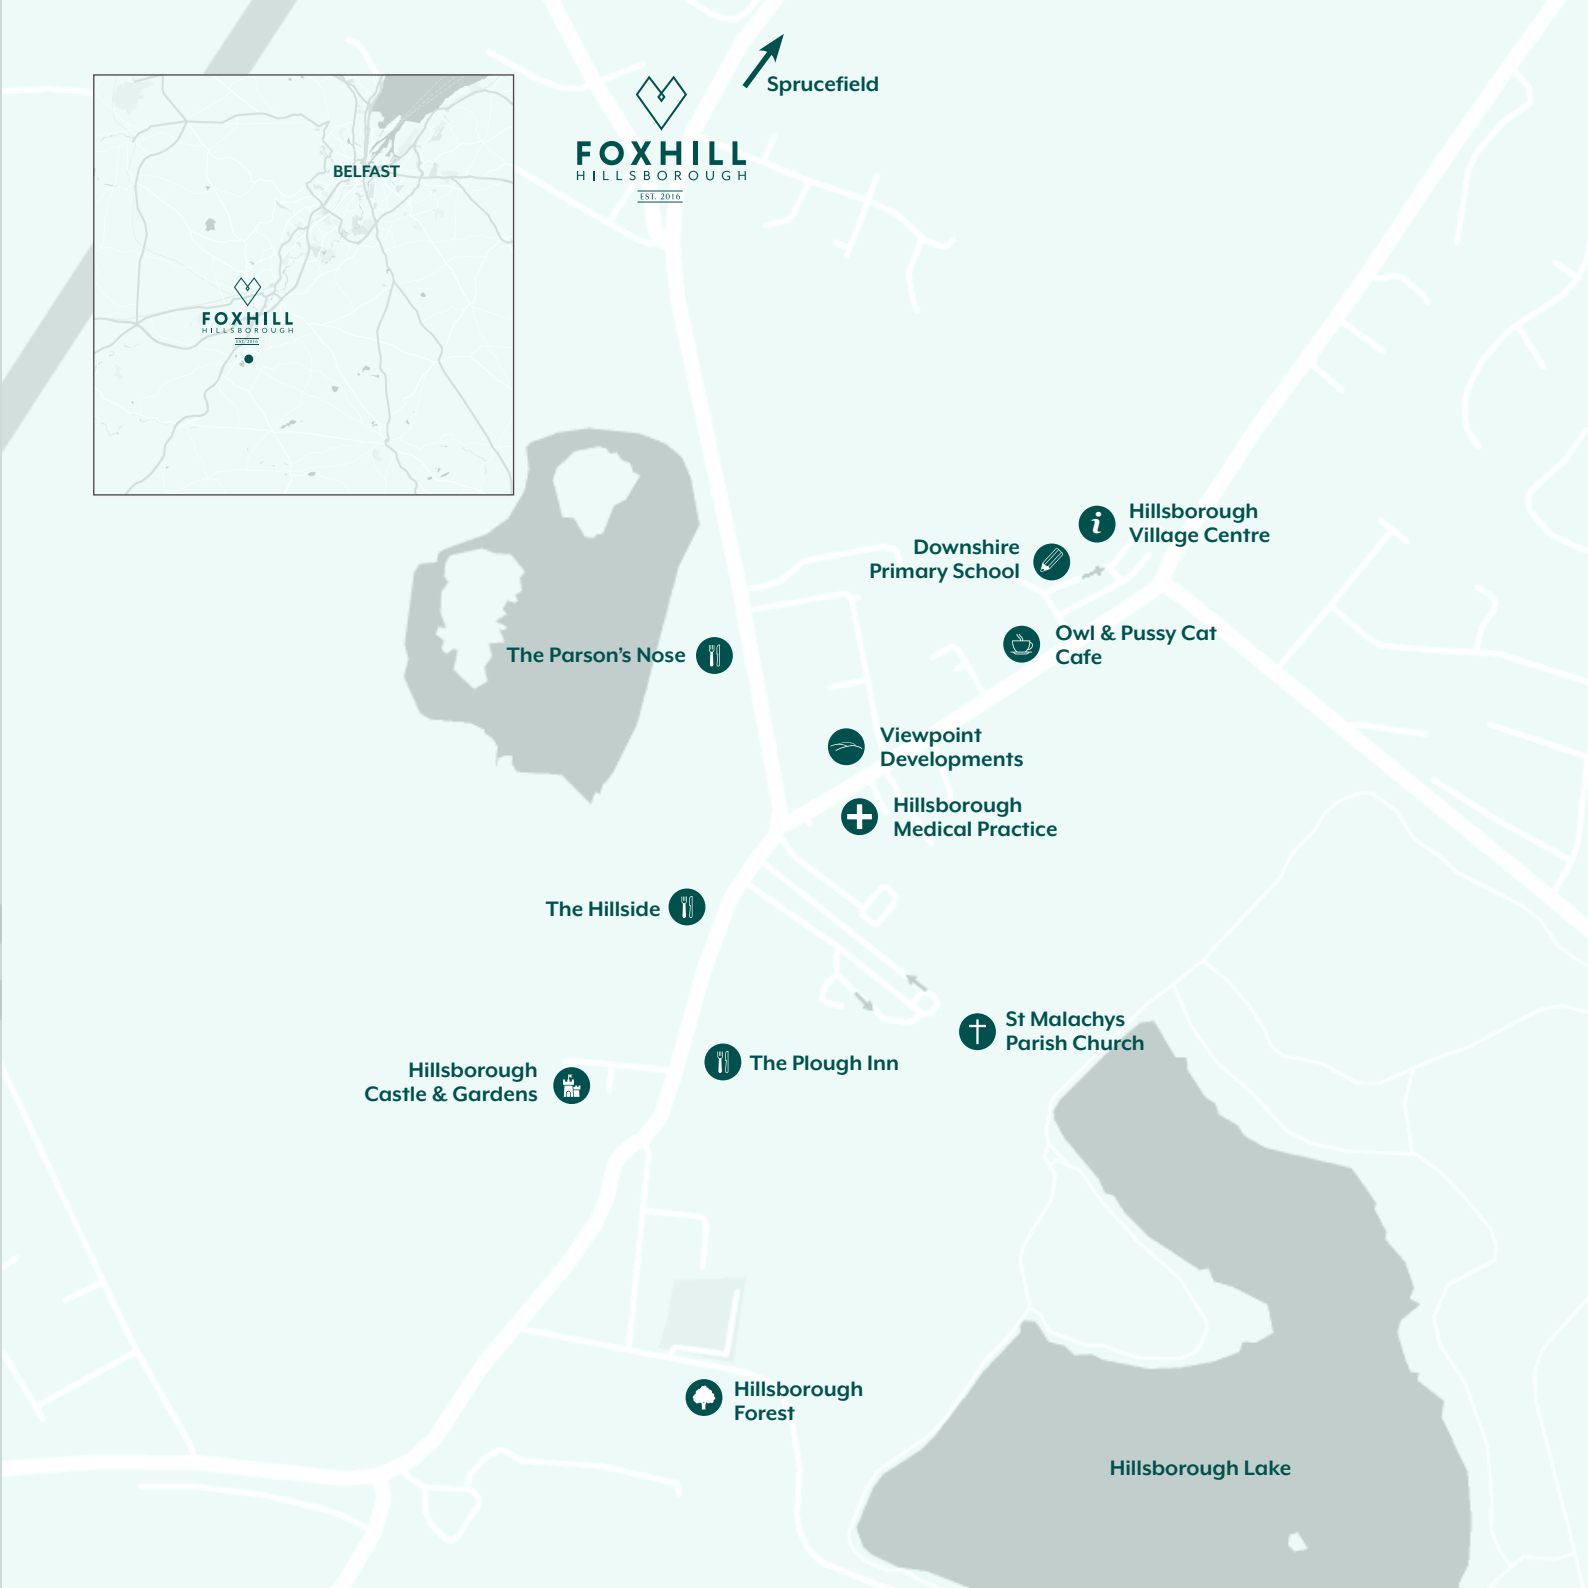 Sprucefield
FOXHILL
HILLSBOROUGH
EST. 2016
BELFAST
FOXHILL
HILLSBOROUGH
EST. 2016
Hillsborough
Village Centre
Downshire
Primary School
Owl & Pussy Cat
Cafe
The Parson's Nose
Viewpoint
Developments
Hillsborough
Medical Practice
The Hillside
St Malachys
Parish Church
The Plough Inn
Hillsborough
Castle & Gardens
Hillsborough
Forest
Hillsborough Lake